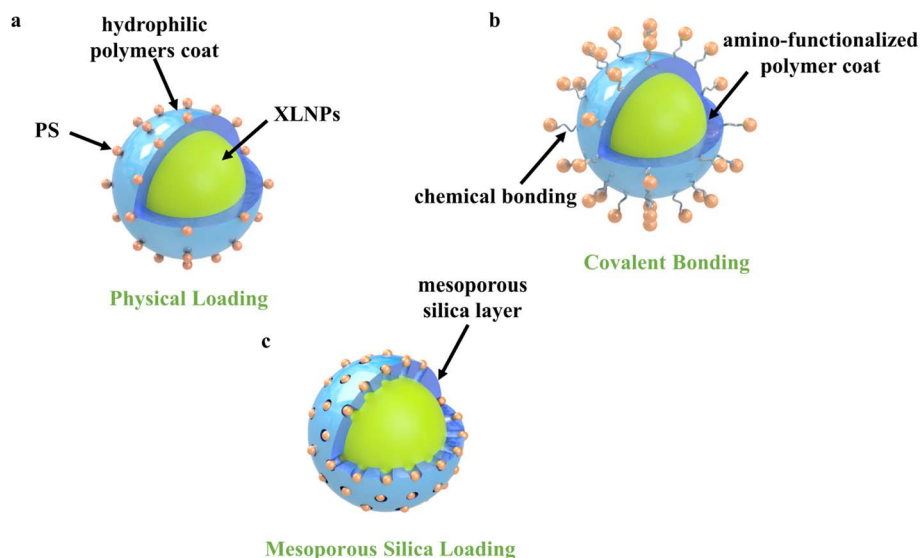 a
hydrophilic
polymers coat
PS
XLNPs
Physical Loading
b
amino-functionalized
polymer coat
chemical bonding
Covalent Bonding
c
mesoporous
silica layer
Mesoporous Silica Loading